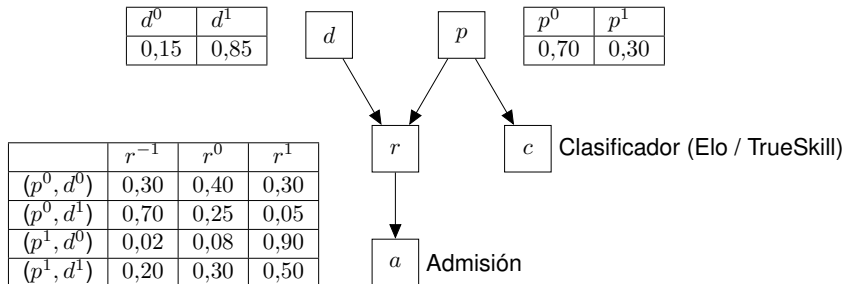 d⁰ d¹
0,15 0,85
d
p
p⁰ p¹
0,70 0,30
r⁻¹ r⁰ r¹
(p⁰, d⁰) 0,30 0,40 0,30
(p⁰, d¹) 0,70 0,25 0,05
(p¹, d⁰) 0,02 0,08 0,90
(p¹, d¹) 0,20 0,30 0,50
r
c
Clasificador (Elo / TrueSkill)
a
Admisión